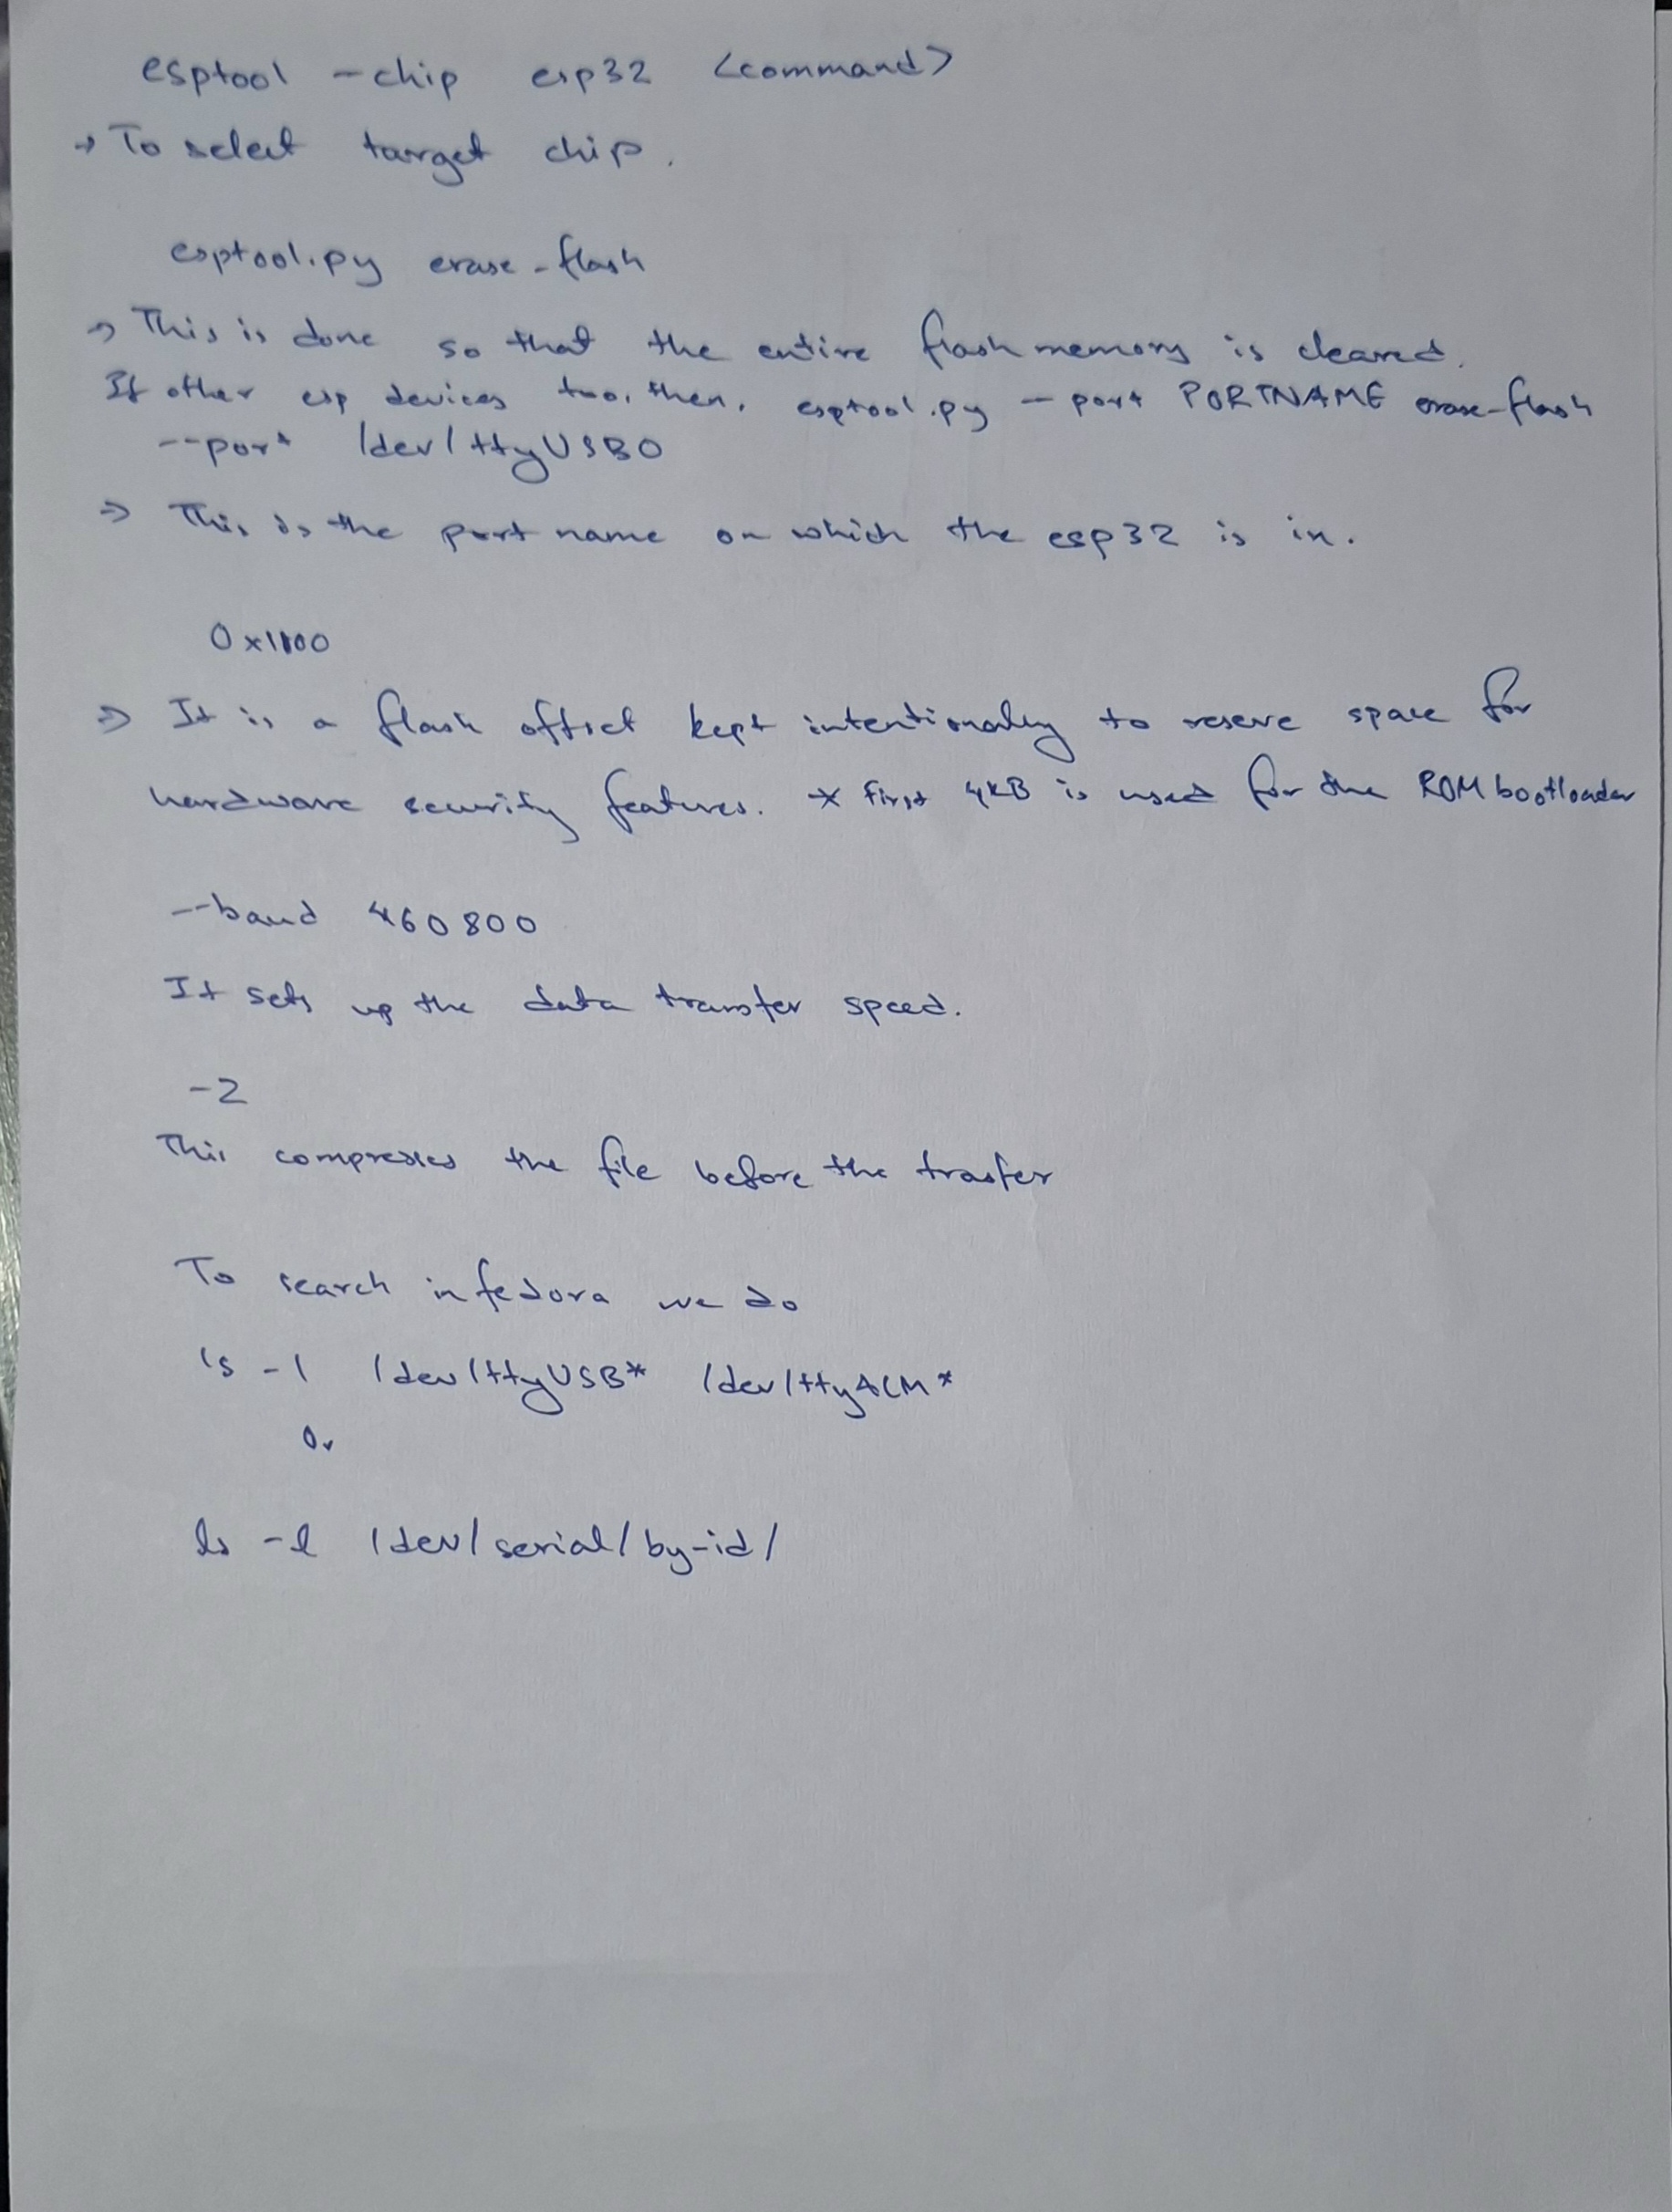 esptool -chip esp32 <command>
→ To select target chip.
esptool.py erase-flash
→ This is done so that the entire flash memory is cleared.
If other esp devices too, then, esptool.py - port PORTNAME erase-flash
--port /dev/ttyUSB0
⇒ This is the port name on which the esp32 is in.
⇒ It is a flash offset kept intentionally to reserve space for
hardware security features. * First 4KB is used for the ROM bootloader
--baud 460800
It sets up the data transfer speed.
-z
This compresses the file before the trasfer
To search in fedora we do
ls -l /dev/ttyUSB* /dev/ttyACM*
Or
ls -l /dev/serial/by-id/